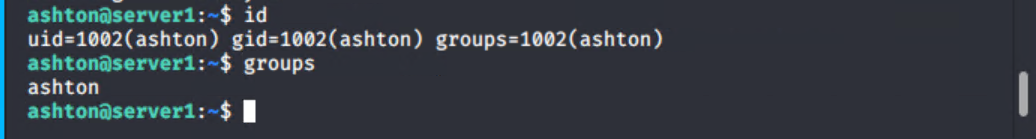 ashton@server1:~$ id
uid=1002(ashton) gid=1002(ashton) groups=1002(ashton)
ashton@server1:~$ groups
ashton
ashton@server1:~$